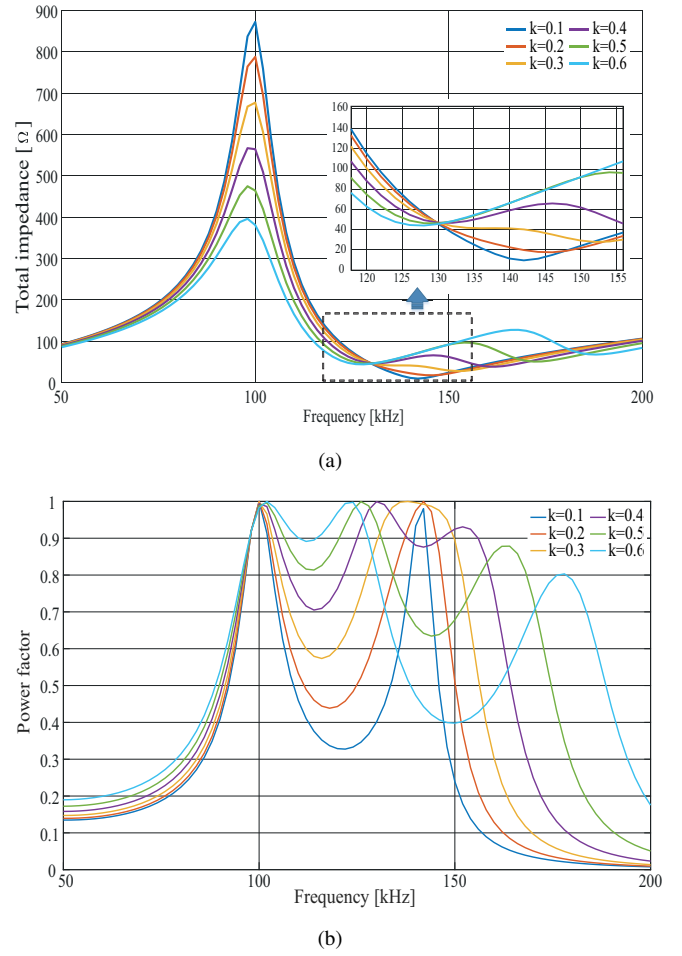 900
800
700
600
500
400
300
200
100
0
Total impedance [ Ω ]
k=0.1 k=0.4
k=0.2 k=0.5
k=0.3 k=0.6
160
140
120
100
80
60
40
20
0
120 125 130 135 140 145 150 155
50 100 150 200
Frequency [kHz]
(a)
1
0.9
0.8
0.7
0.6
0.5
0.4
0.3
0.2
0.1
0
Power factor
k=0.1 k=0.4
k=0.2 k=0.5
k=0.3 k=0.6
50 100 150 200
Frequency [kHz]
(b)